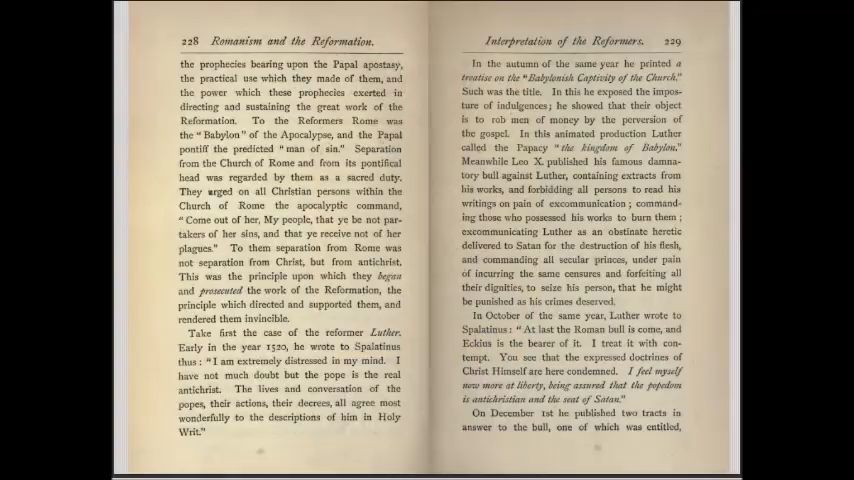 228 Romanism and the Reformation.
the prophecies bearing upon the Papal apostasy,
the practical use which they made of them, and
the power which these prophecies exerted in
directing and sustaining the great work of the
Reformation. To the Reformers Rome was
the "Babylon" of the Apocalypse, and the Papal
pontiff the predicted "man of sin." Separation
from the Church of Rome and from its pontifical
head was regarded by them as a sacred duty.
They urged on all Christian persons within the
Church of Rome the apocalyptic command,
"Come out of her, My people, that ye be not par-
takers of her sins, and that ye receive not of her
plagues." To them separation from Rome was
not separation from Christ, but from antichrist.
This was the principle upon which they began
and prosecuted the work of the Reformation, the
principle which directed and supported them, and
rendered them invincible.
Take first the case of the reformer Luther.
Early in the year 1520, he wrote to Spalatinus
thus: "I am extremely distressed in my mind. I
have not much doubt but the pope is the real
antichrist. The lives and conversation of the
popes, their actions, their decrees, all agree most
wonderfully to the descriptions of him in Holy
Writ."
Interpretation of the Reformers. 229
In the autumn of the same year he printed a
treatise on the "Babylonish Captivity of the Church."
Such was the title. In this he exposed the impos-
ture of indulgences; he showed that their object
is to rob men of money by the perversion of
the gospel. In this animated production Luther
called the Papacy "the kingdom of Babylon."
Meanwhile Leo X. published his famous damna-
tory bull against Luther, containing extracts from
his works, and forbidding all persons to read his
writings on pain of excommunication; command-
ing those who possessed his works to burn them;
excommunicating Luther as an obstinate heretic
delivered to Satan for the destruction of his flesh,
and commanding all secular princes, under pain
of incurring the same censures and forfeiting all
their dignities, to seize his person, that he might
be punished as his crimes deserved.
In October of the same year, Luther wrote to
Spalatinus: "At last the Roman bull is come, and
Eckius is the bearer of it. I treat it with con-
tempt. You see that the expressed doctrines of
Christ Himself are here condemned. I feel myself
now more at liberty, being assured that the popedom
is antichristian and the seat of Satan."
On December 1st he published two tracts in
answer to the bull, one of which was entitled,